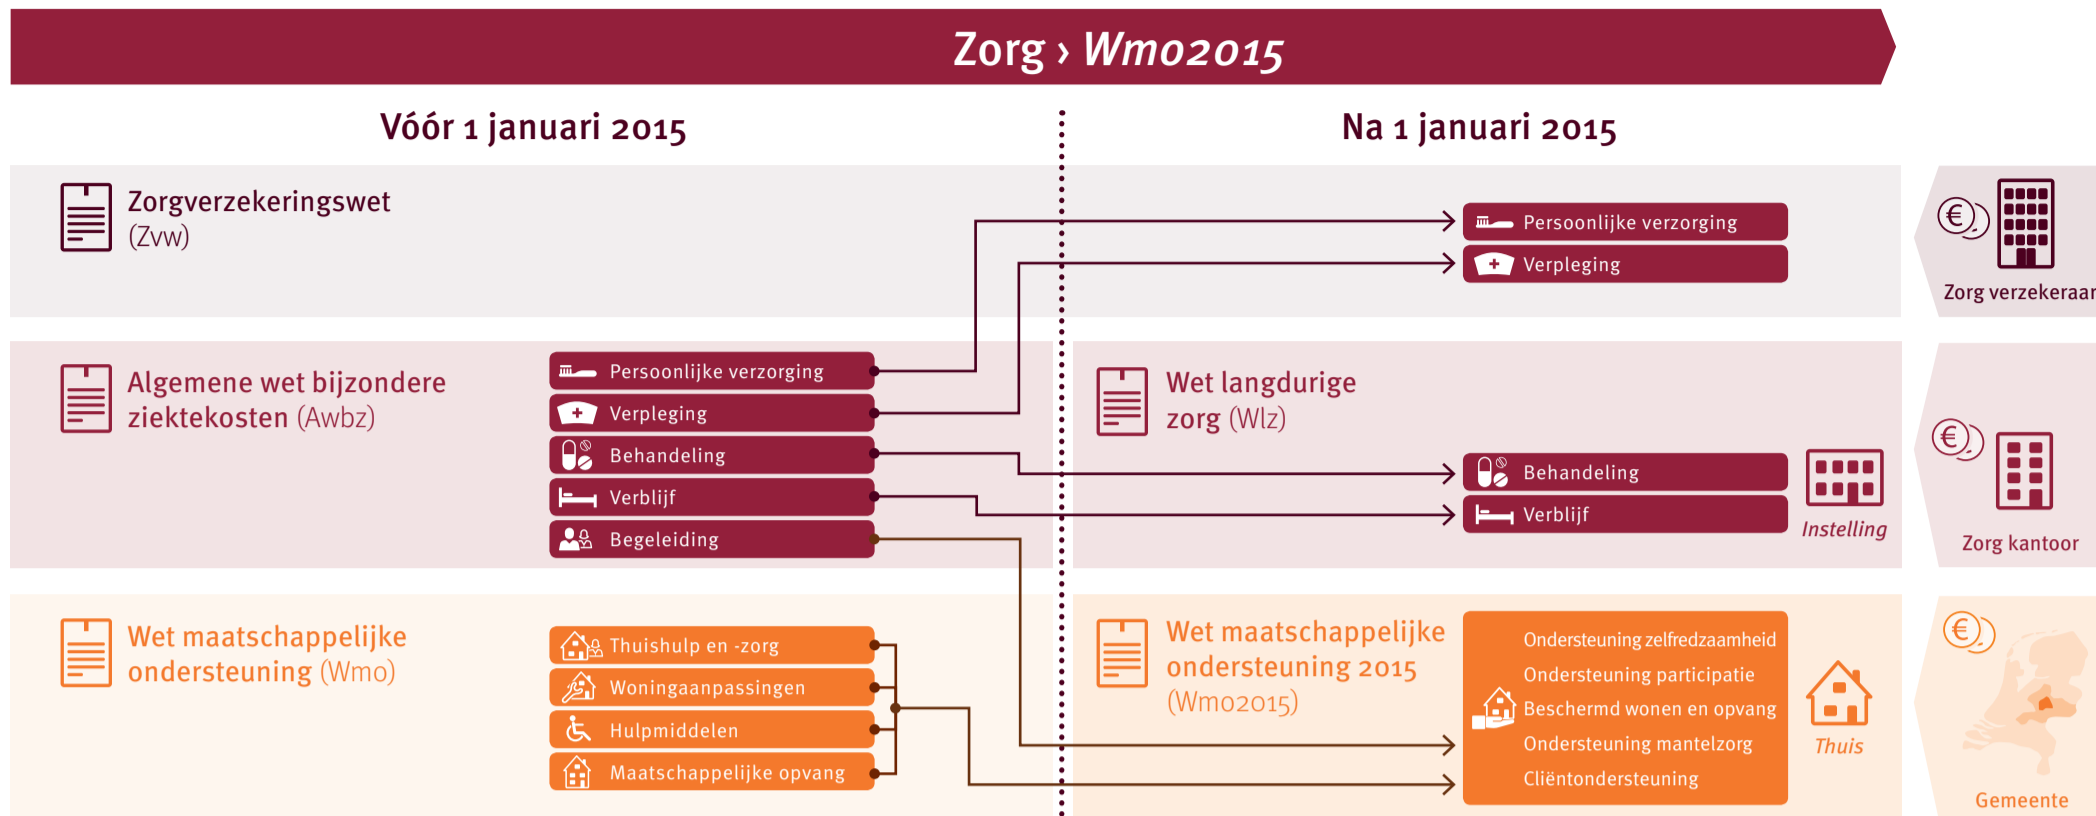 Zorg › Wmo2015
Vóór 1 januari 2015
Na 1 januari 2015
Zorgverzekeringswet
(Zvw)
Persoonlijke verzorging
Verpleging
€
Zorg verzekeraar
Algemene wet bijzondere
ziektekosten (Awbz)
Persoonlijke verzorging
Verpleging
Behandeling
Verblijf
Begeleiding
Wet langdurige
zorg (Wlz)
Behandeling
Verblijf
Instelling
€
Zorg kantoor
Wet maatschappelijke
ondersteuning (Wmo)
Thuishulp en -zorg
Woningaanpassingen
Hulpmiddelen
Maatschappelijke opvang
Wet maatschappelijke
ondersteuning 2015
(Wmo2015)
Ondersteuning zelfredzaamheid
Ondersteuning participatie
Beschermd wonen en opvang
Ondersteuning mantelzorg
Cliëntondersteuning
Thuis
€
Gemeente